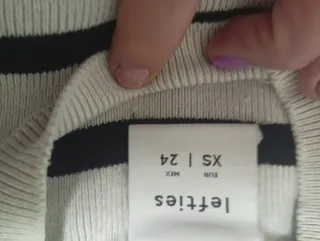 lefties
EUR MEX
XS | 24